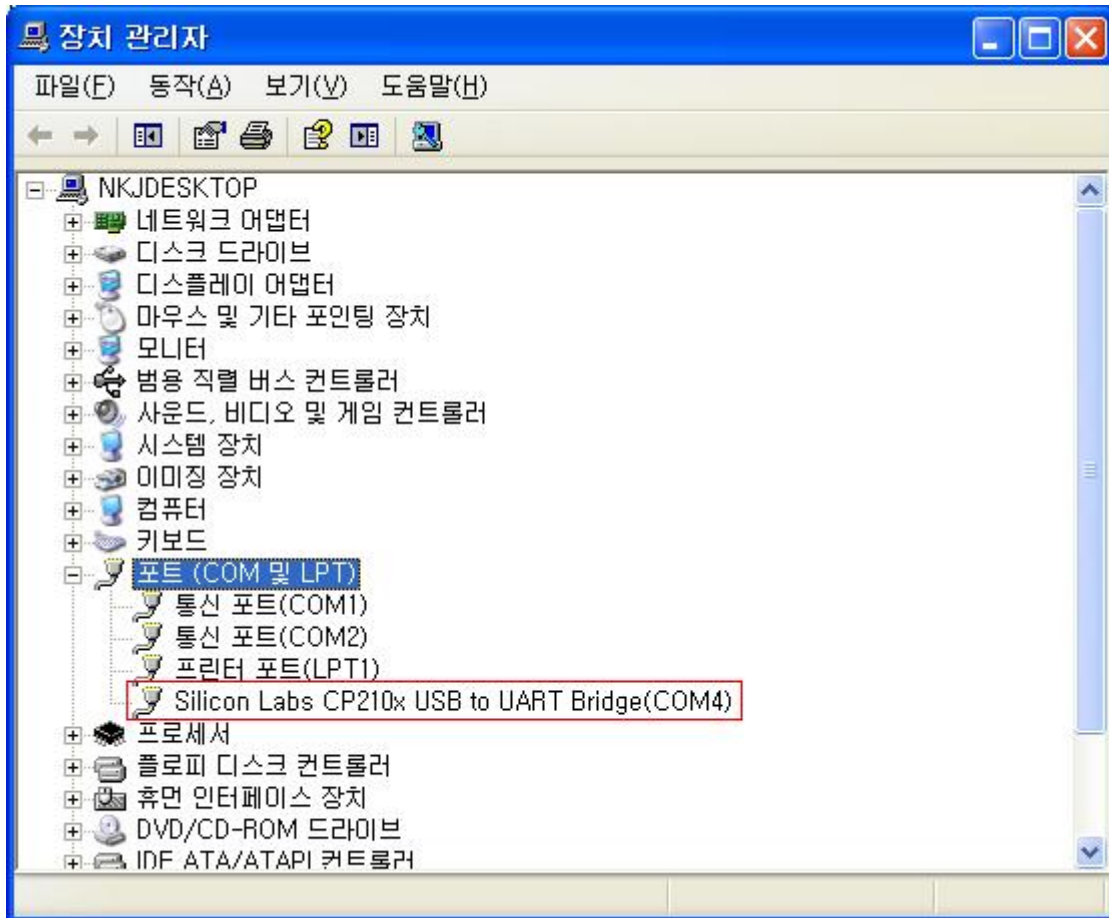 장치 관리자
파일(F) 동작(A) 보기(V) 도움말(H)
NKJDESKTOP
네트워크 어댑터
디스크 드라이브
디스플레이 어댑터
마우스 및 기타 포인팅 장치
모니터
범용 직렬 버스 컨트롤러
사운드, 비디오 및 게임 컨트롤러
시스템 장치
이미징 장치
컴퓨터
키보드
포트 (COM 및 LPT)
통신 포트(COM1)
통신 포트(COM2)
프린터 포트(LPT1)
Silicon Labs CP210x USB to UART Bridge(COM4)
프로세서
플로피 디스크 컨트롤러
휴먼 인터페이스 장치
DVD/CD-ROM 드라이브
IDE ATA/ATAPI 컨트롤러